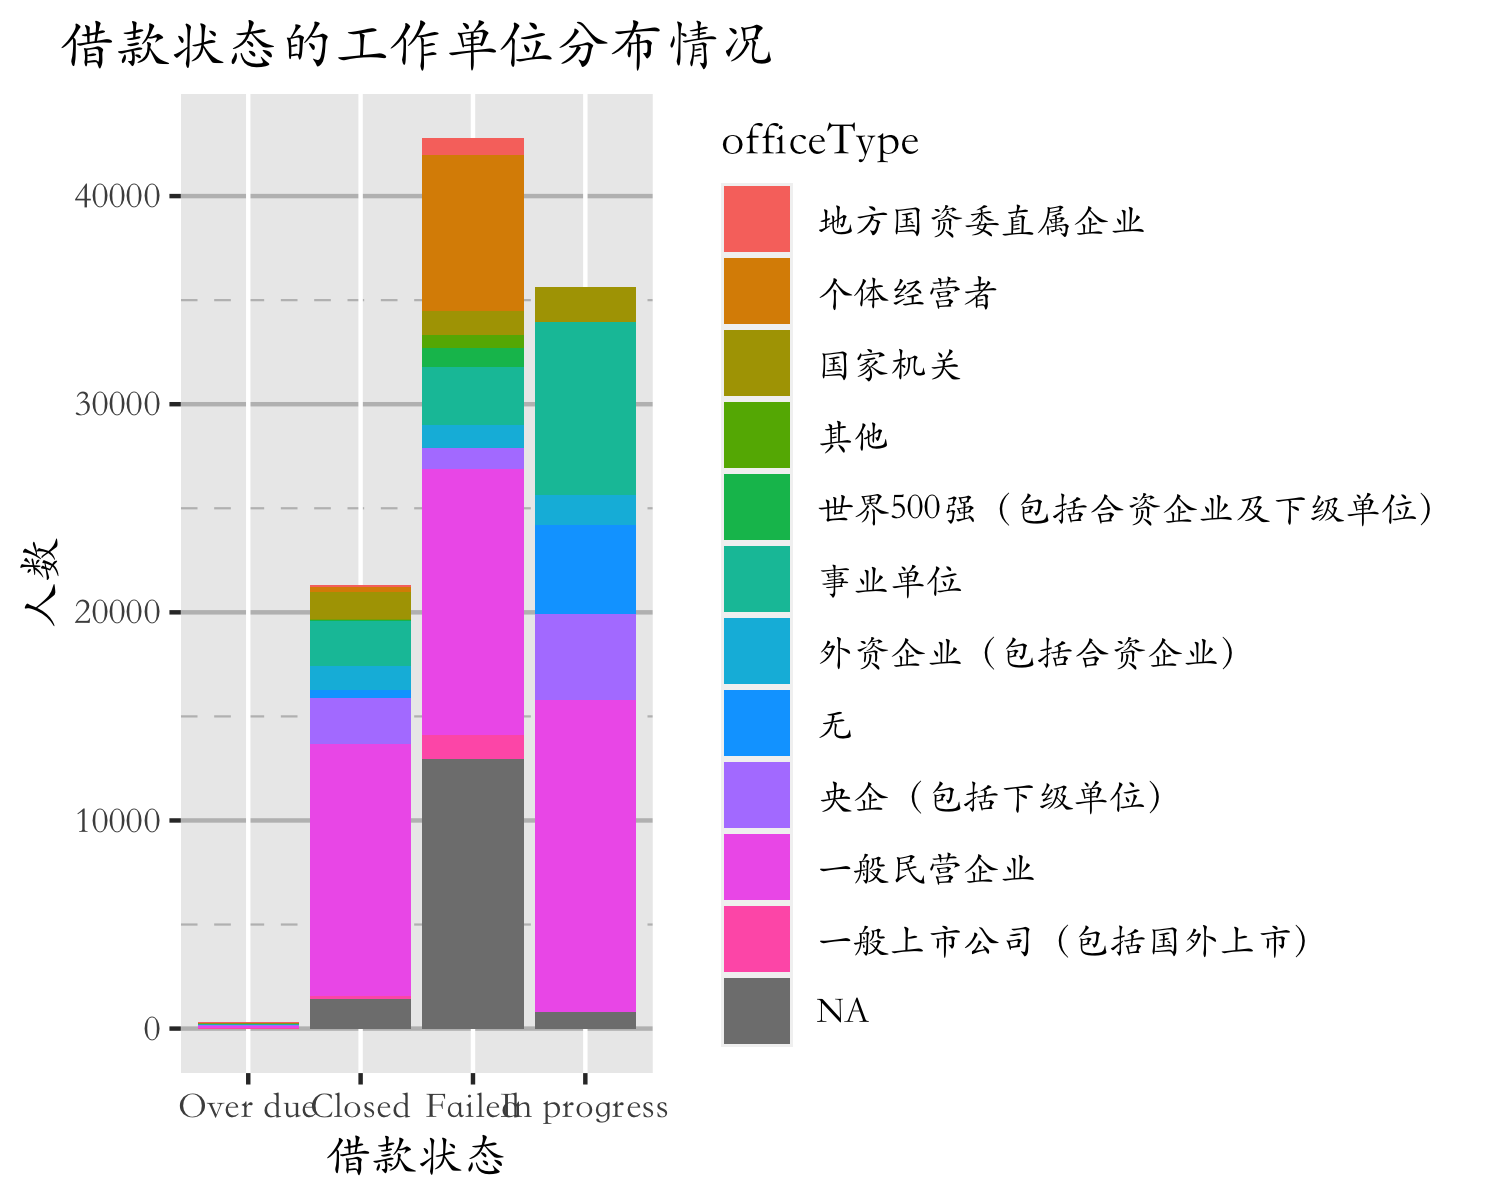 借款状态的工作单位分布情况
人数
40000
30000
20000
10000
0
Over due
Closed
Failed
In progress
借款状态
officeType
地方国资委直属企业
个体经营者
国家机关
其他
世界500强（包括合资企业及下级单位）
事业单位
外资企业（包括合资企业）
无
央企（包括下级单位）
一般民营企业
一般上市公司（包括国外上市）
NA